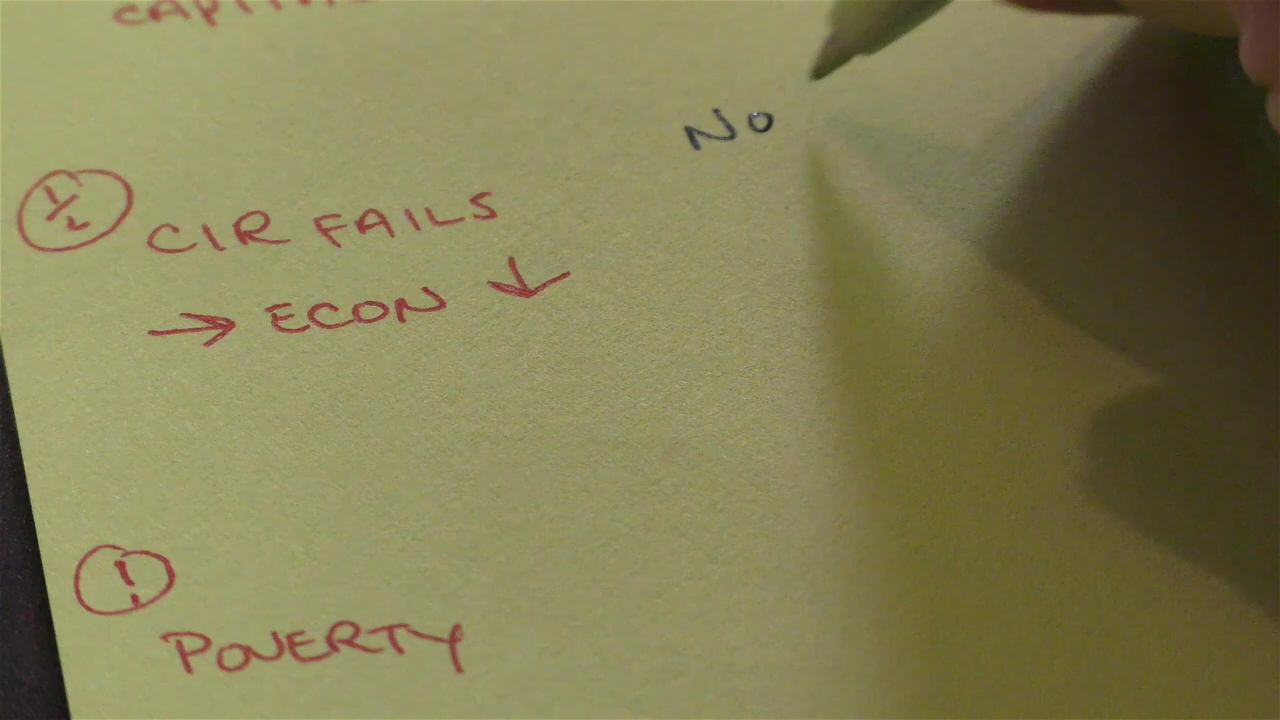 No
1/2 CIR FAILS
→ ECON ↓
!
POVERTY